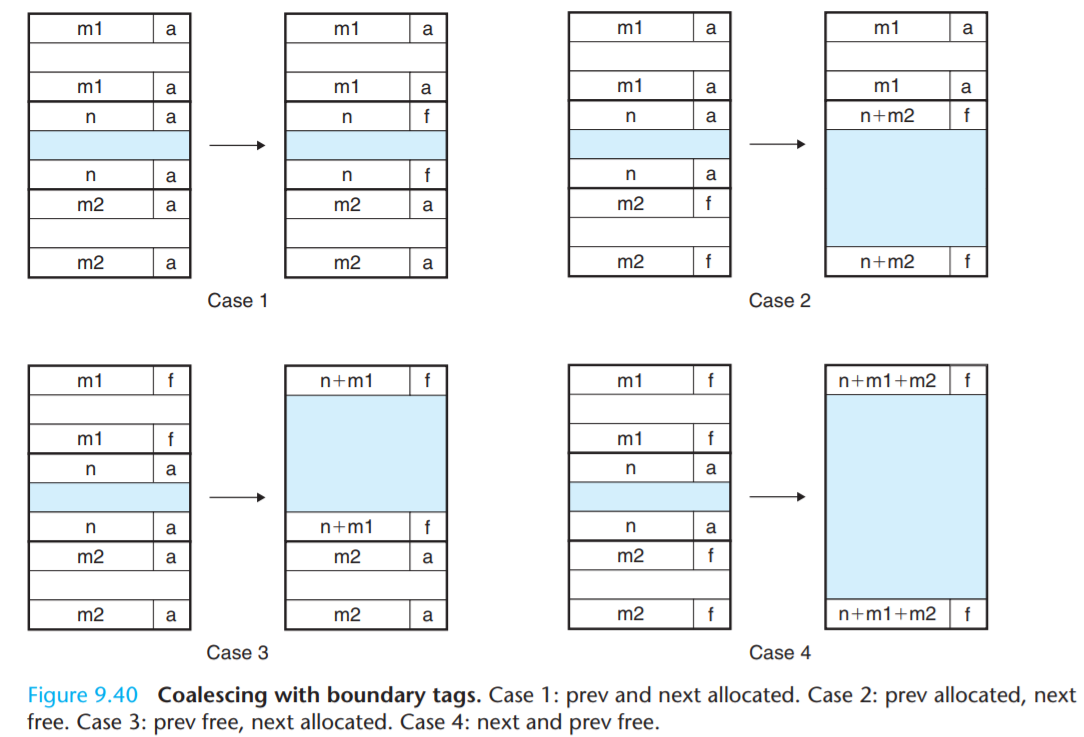 m1 a m1 a
m1 a m1 a
n a n f
n a n f
m2 a m2 a
m2 a m2 a
Case 1
m1 a m1 a
m1 a m1 a
n a n+m2 f
n a
m2 f
m2 f n+m2 f
Case 2
m1 f n+m1 f
m1 f
n a
n a n+m1 f
m2 a m2 a
m2 a m2 a
Case 3
m1 f n+m1+m2 f
m1 f
n a
n a
m2 f
m2 f n+m1+m2 f
Case 4
Figure 9.40 Coalescing with boundary tags. Case 1: prev and next allocated. Case 2: prev allocated, next
free. Case 3: prev free, next allocated. Case 4: next and prev free.